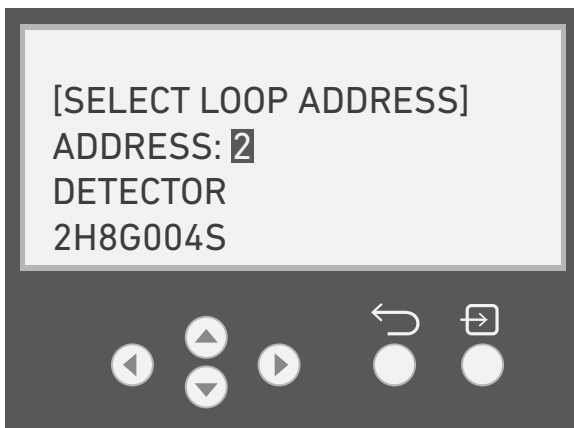 [SELECT LOOP ADDRESS]
ADDRESS: 2
DETECTOR
2H8G004S